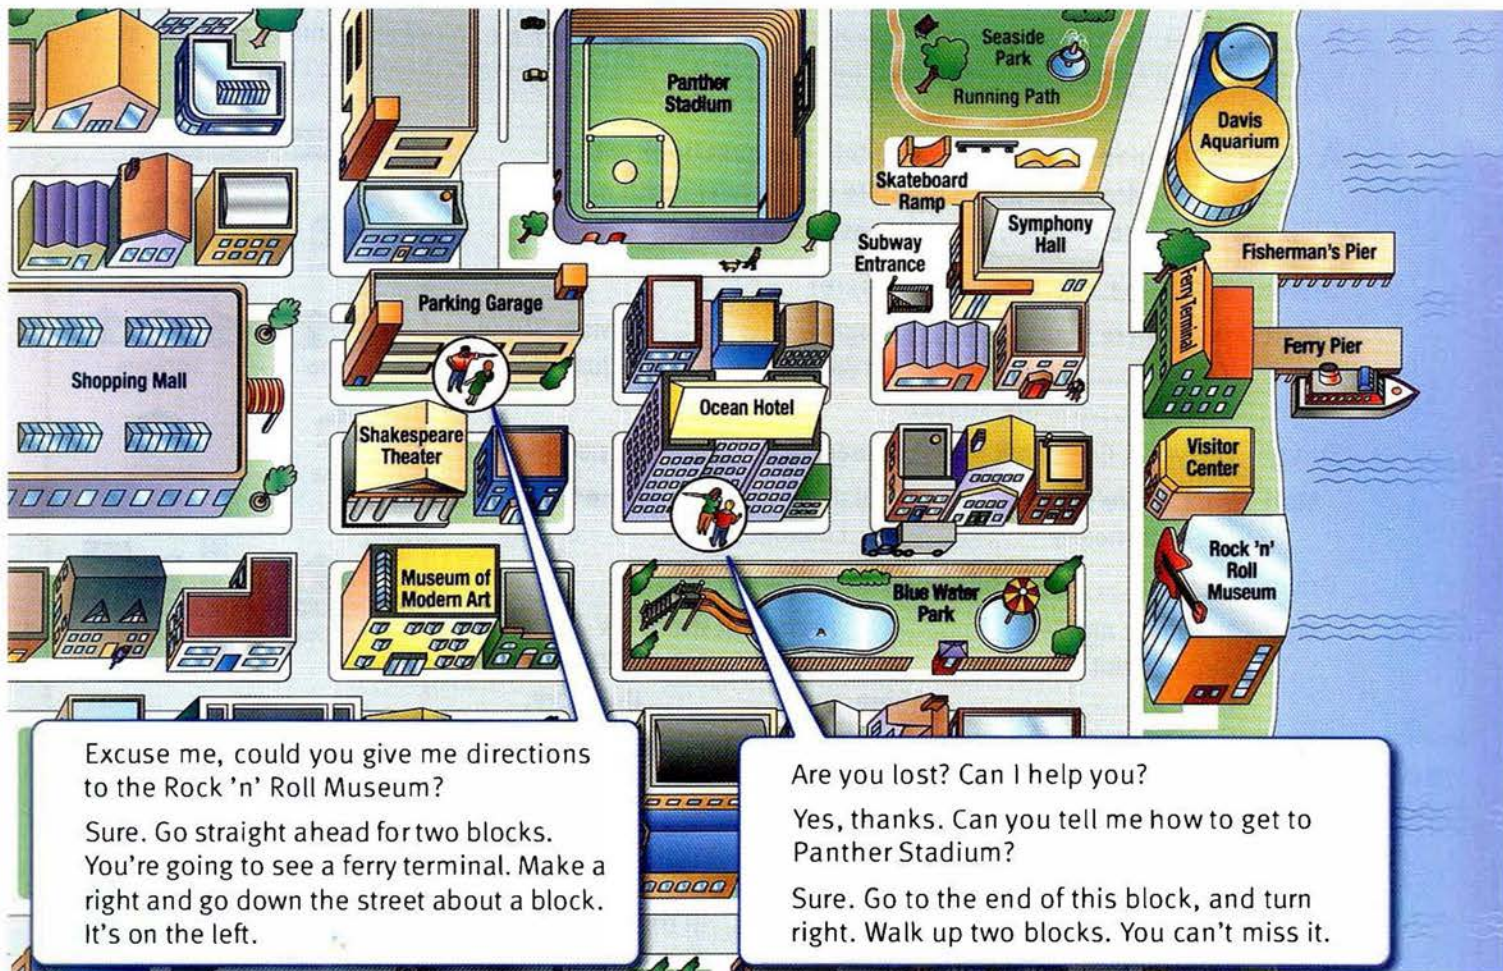 Seaside
Park
Running Path
Panther
Stadium
Davis
Aquarium
Skateboard
Ramp
Symphony
Hall
Subway
Entrance
Fisherman's Pier
Ferry Terminal
Parking Garage
Ferry Pier
Shopping Mall
Ocean Hotel
Shakespeare
Theater
Visitor
Center
Rock 'n'
Roll
Museum
Museum of
Modern Art
Blue Water
Park
Excuse me, could you give me directions
to the Rock 'n' Roll Museum?
Sure. Go straight ahead for two blocks.
You're going to see a ferry terminal. Make a
right and go down the street about a block.
It's on the left.
Are you lost? Can I help you?
Yes, thanks. Can you tell me how to get to
Panther Stadium?
Sure. Go to the end of this block, and turn
right. Walk up two blocks. You can't miss it.